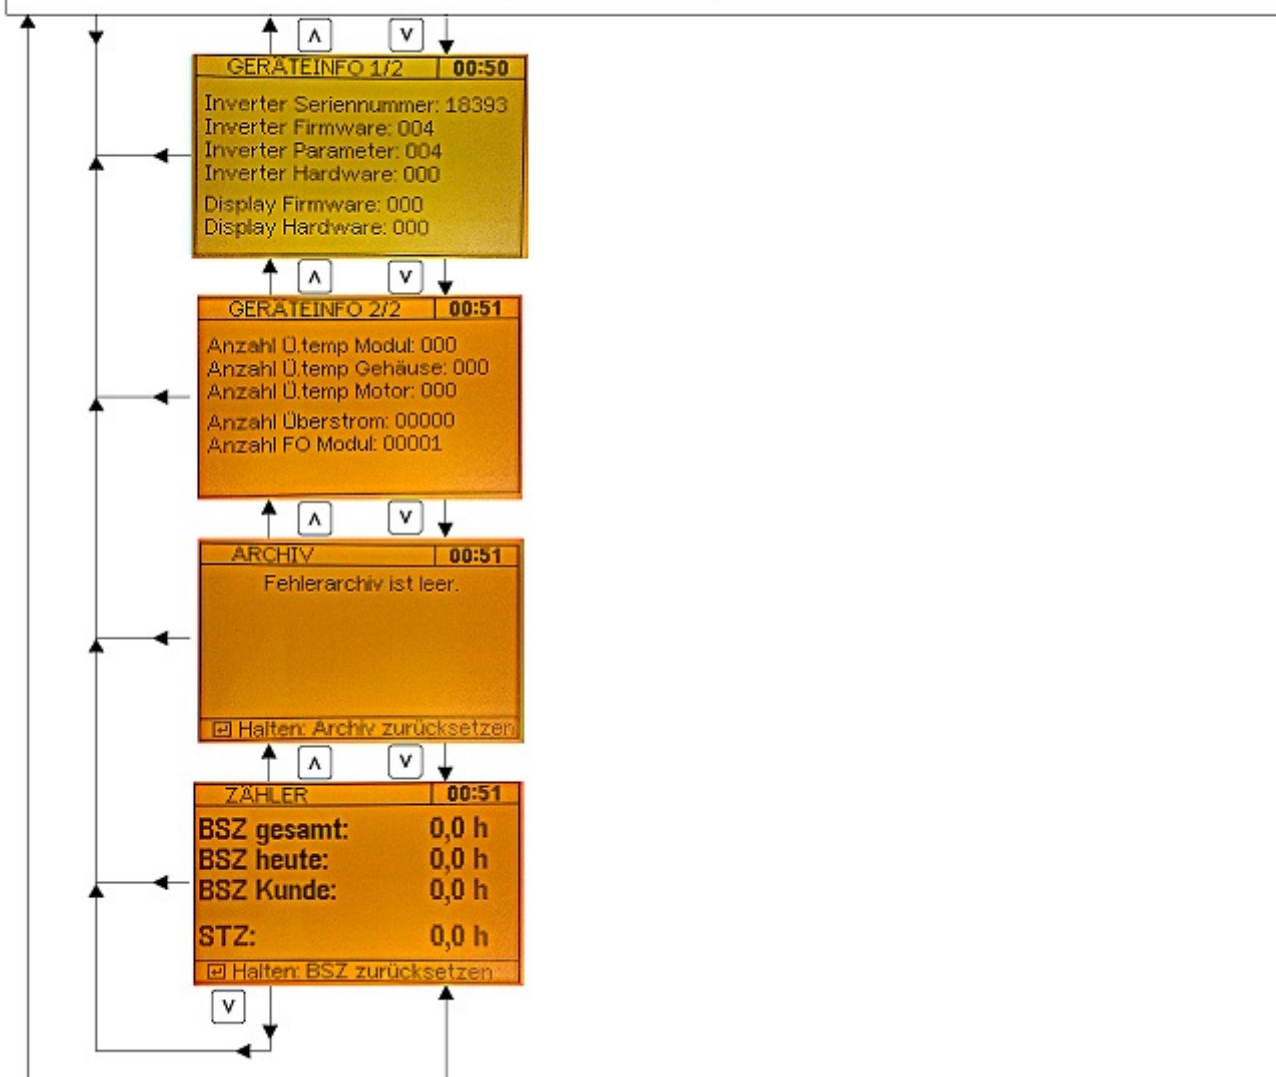 ʌ
v
GERÄTEINFO 1/2 00:50
Inverter Seriennummer: 18393
Inverter Firmware: 004
Inverter Parameter: 004
Inverter Hardware: 000
Display Firmware: 000
Display Hardware: 000
ʌ
v
GERÄTEINFO 2/2 00:51
Anzahl Ü.temp Modul: 000
Anzahl Ü.temp Gehäuse: 000
Anzahl Ü.temp Motor: 000
Anzahl Überstrom: 00000
Anzahl FO Modul: 00001
ʌ
v
ARCHIV 00:51
Fehlerarchiv ist leer.
↵ Halten: Archiv zurücksetzen
ʌ
v
ZÄHLER 00:51
BSZ gesamt: 0,0 h
BSZ heute: 0,0 h
BSZ Kunde: 0,0 h
STZ: 0,0 h
↵ Halten: BSZ zurücksetzen
v